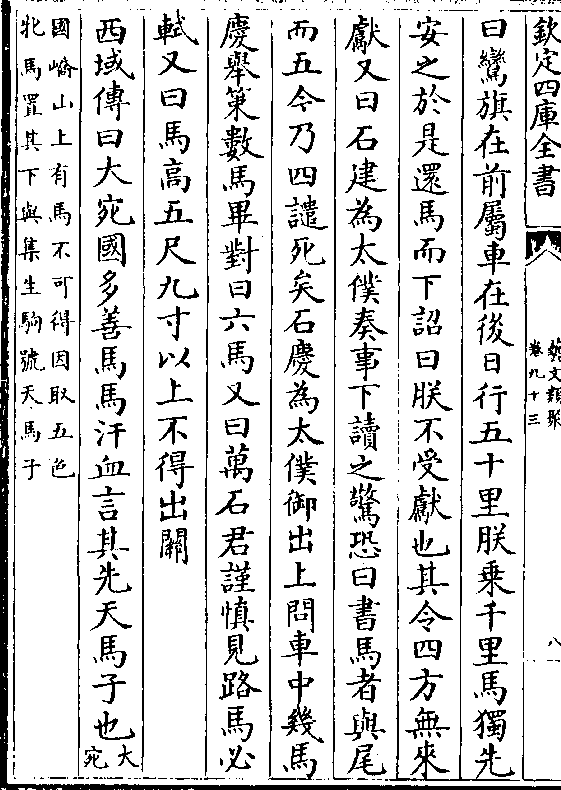 欽定四庫全書
藝文類聚
卷九十三
八
曰鸞旗在前屬車在後日行五十里朕乗千里馬獨先
安之於是還馬而下詔曰朕不受獻也其令四方無來
獻又曰石建為太僕奏事下讀之驚恐曰書馬者與尾
而五今乃四譴死矣石慶為太僕御出上問車中幾馬
慶舉策數馬畢對曰六馬又曰萬石君謹慎見路馬必
軾又曰馬高五尺九寸以上不得出關
西域傳曰大宛國多善馬馬汗血言其先天馬子也大宛
國嶠山上有馬不可得因取五色
牝馬置其下與集生駒號天馬子